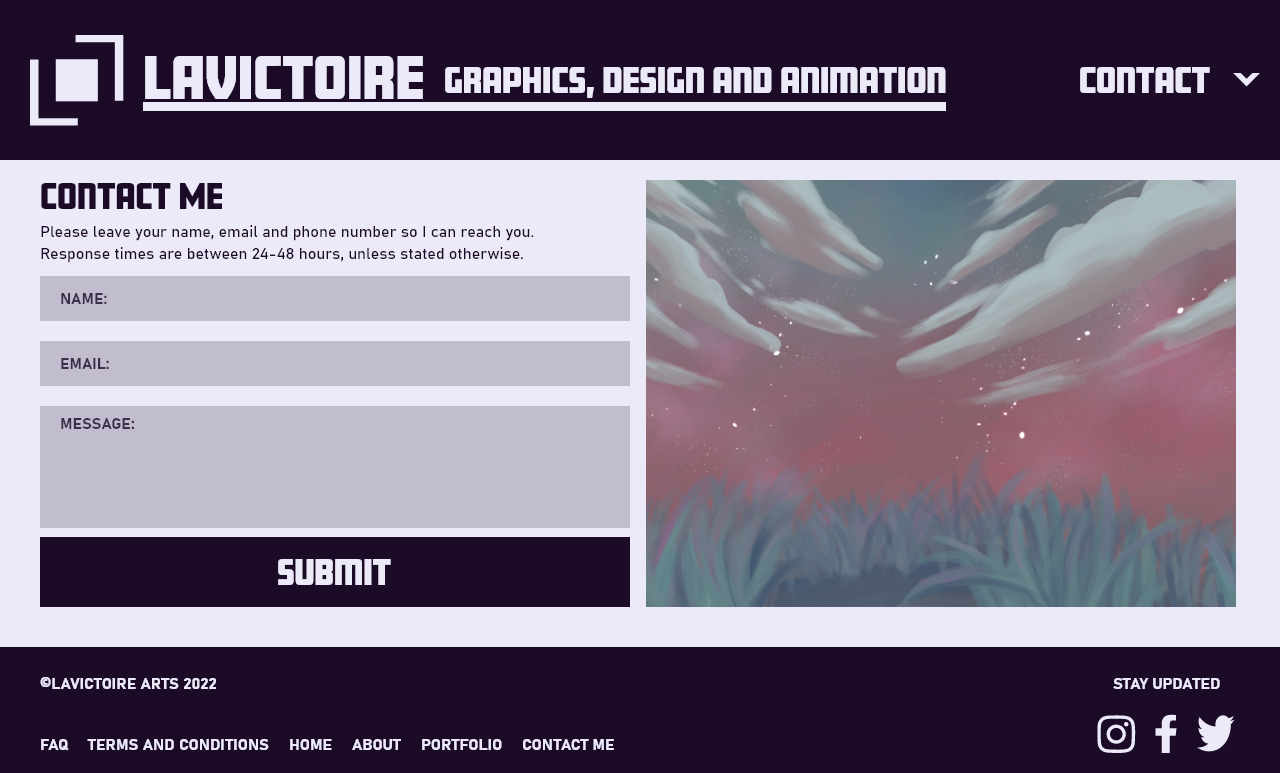 LAVICTOIRE GRAPHICS, DESIGN AND ANIMATION
CONTACT
CONTACT ME
Please leave your name, email and phone number so I can reach you.
Response times are between 24-48 hours, unless stated otherwise.
NAME:
EMAIL:
MESSAGE:
SUBMIT
©LAVICTOIRE ARTS 2022
STAY UPDATED
FAQ TERMS AND CONDITIONS HOME ABOUT PORTFOLIO CONTACT ME